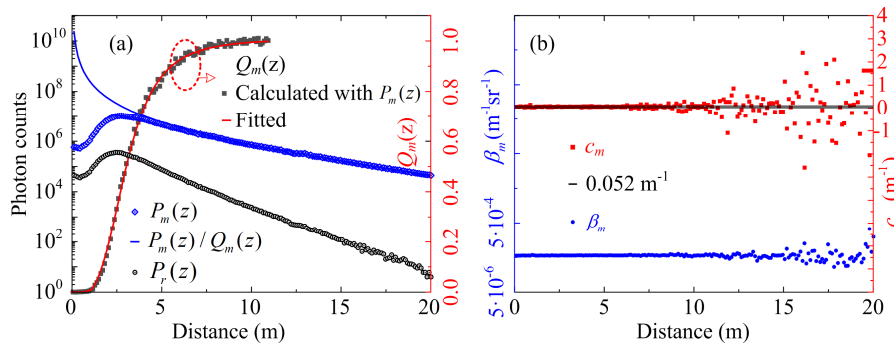 (a)
Photon counts
10^10
10^8
10^6
10^4
10^2
10^0
Q_m(z)
Calculated with P_m(z)
Fitted
P_m(z)
P_m(z) / Q_m(z)
P_r(z)
0 5 10 15 20
Distance (m)
1.0
0.8
0.6
0.4
0.2
0.0
Q_m(z)
(b)
β_m (m^-1sr^-1)
5·10^-4
5·10^-6
c_m
0.052 m^-1
β_m
0 5 10 15 20
Distance (m)
4
3
2
1
0
-1
(m^-1)